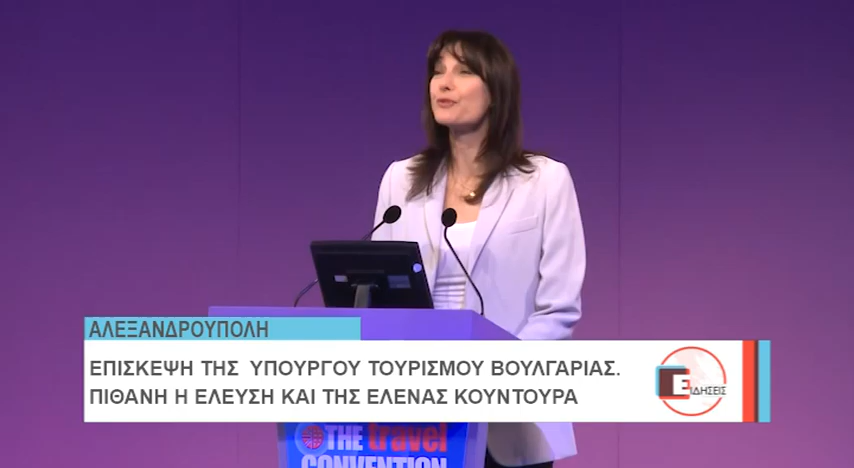 ΑΛΕΞΑΝΔΡΟΥΠΟΛΗ
ΕΠΙΣΚΕΨΗ ΤΗΣ ΥΠΟΥΡΓΟΥ ΤΟΥΡΙΣΜΟΥ ΒΟΥΛΓΑΡΙΑΣ.
ΠΙΘΑΝΗ Η ΕΛΕΥΣΗ ΚΑΙ ΤΗΣ ΕΛΕΝΑΣ ΚΟΥΝΤΟΥΡΑ
ΕΙΔΗΣΕΙΣ
THE travel
CONVENTION